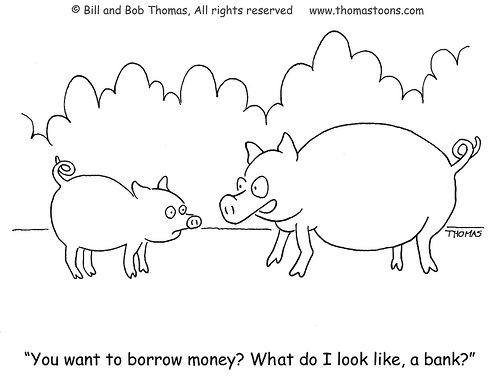 © Bill and Bob Thomas, All rights reserved www.thomastoons.com
THOMAS
“You want to borrow money? What do I look like, a bank?”